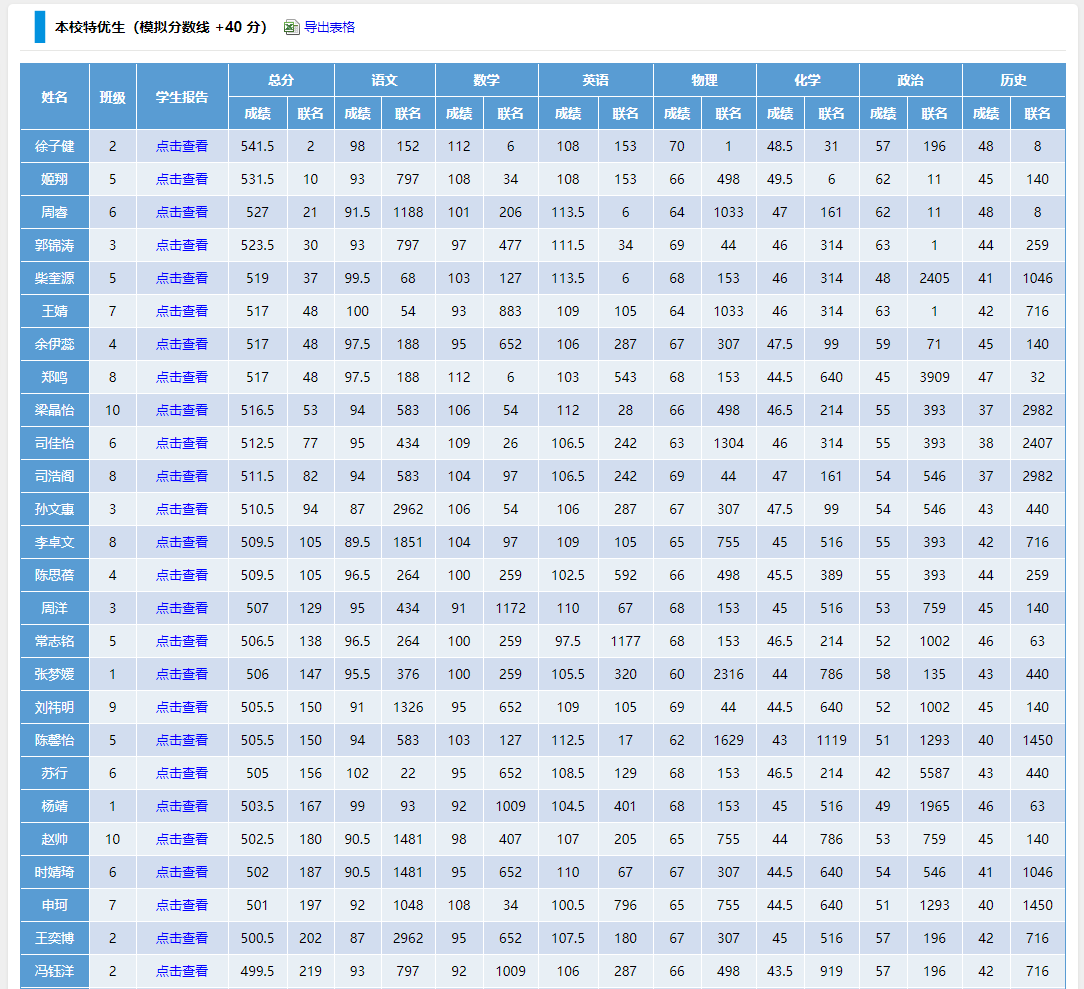 本校特优生（模拟分数线 +40 分） 导出表格
姓名 班级 学生报告 总分 语文 数学 英语 物理 化学 政治 历史
成绩 联名 成绩 联名 成绩 联名 成绩 联名 成绩 联名 成绩 联名 成绩 联名 成绩 联名
徐子健 2 点击查看 541.5 2 98 152 112 6 108 153 70 1 48.5 31 57 196 48 8
姬翔 5 点击查看 531.5 10 93 797 108 34 108 153 66 498 49.5 6 62 11 45 140
周睿 6 点击查看 527 21 91.5 1188 101 206 113.5 6 64 1033 47 161 62 11 48 8
郭锦涛 3 点击查看 523.5 30 93 797 97 477 111.5 34 69 44 46 314 63 1 44 259
柴奎源 5 点击查看 519 37 99.5 68 103 127 113.5 6 68 153 46 314 48 2405 41 1046
王婧 7 点击查看 517 48 100 54 93 883 109 105 64 1033 46 314 63 1 42 716
余伊蕊 4 点击查看 517 48 97.5 188 95 652 106 287 67 307 47.5 99 59 71 45 140
郑鸣 8 点击查看 517 48 97.5 188 112 6 103 543 68 153 44.5 640 45 3909 47 32
梁晶怡 10 点击查看 516.5 53 94 583 106 54 112 28 66 498 46.5 214 55 393 37 2982
司佳怡 6 点击查看 512.5 77 95 434 109 26 106.5 242 63 1304 46 314 55 393 38 2407
司浩阁 8 点击查看 511.5 82 94 583 104 97 106.5 242 69 44 47 161 54 546 37 2982
孙文重 3 点击查看 510.5 94 87 2962 106 54 106 287 67 307 47.5 99 54 546 43 440
李卓文 8 点击查看 509.5 105 89.5 1851 104 97 109 105 65 755 45 516 55 393 42 716
陈思蓓 4 点击查看 509.5 105 96.5 264 100 259 102.5 592 66 498 45.5 389 55 393 44 259
周洋 3 点击查看 507 129 95 434 91 1172 110 67 68 153 45 516 53 759 45 140
常志铭 5 点击查看 506.5 138 96.5 264 100 259 97.5 1177 68 153 46.5 214 52 1002 46 63
张梦媛 1 点击查看 506 147 95.5 376 100 259 105.5 320 60 2316 44 786 58 135 43 440
刘祎明 9 点击查看 505.5 150 91 1326 95 652 109 105 69 44 44.5 640 52 1002 45 140
陈馨怡 5 点击查看 505.5 150 94 583 103 127 112.5 17 62 1629 43 1119 51 1293 40 1450
苏行 6 点击查看 505 156 102 22 95 652 108.5 129 68 153 46.5 214 42 5587 43 440
杨靖 1 点击查看 503.5 167 99 93 92 1009 104.5 401 68 153 45 516 49 1965 46 63
赵帅 10 点击查看 502.5 180 90.5 1481 98 407 107 205 65 755 44 786 53 759 45 140
时婧琦 6 点击查看 502 187 90.5 1481 95 652 110 67 67 307 44.5 640 54 546 41 1046
申珂 7 点击查看 501 197 92 1048 108 34 100.5 796 65 755 44.5 640 51 1293 40 1450
王奕博 2 点击查看 500.5 202 87 2962 95 652 107.5 180 67 307 45 516 57 196 42 716
冯钰洋 2 点击查看 499.5 219 93 797 92 1009 106 287 66 498 43.5 919 57 196 42 716